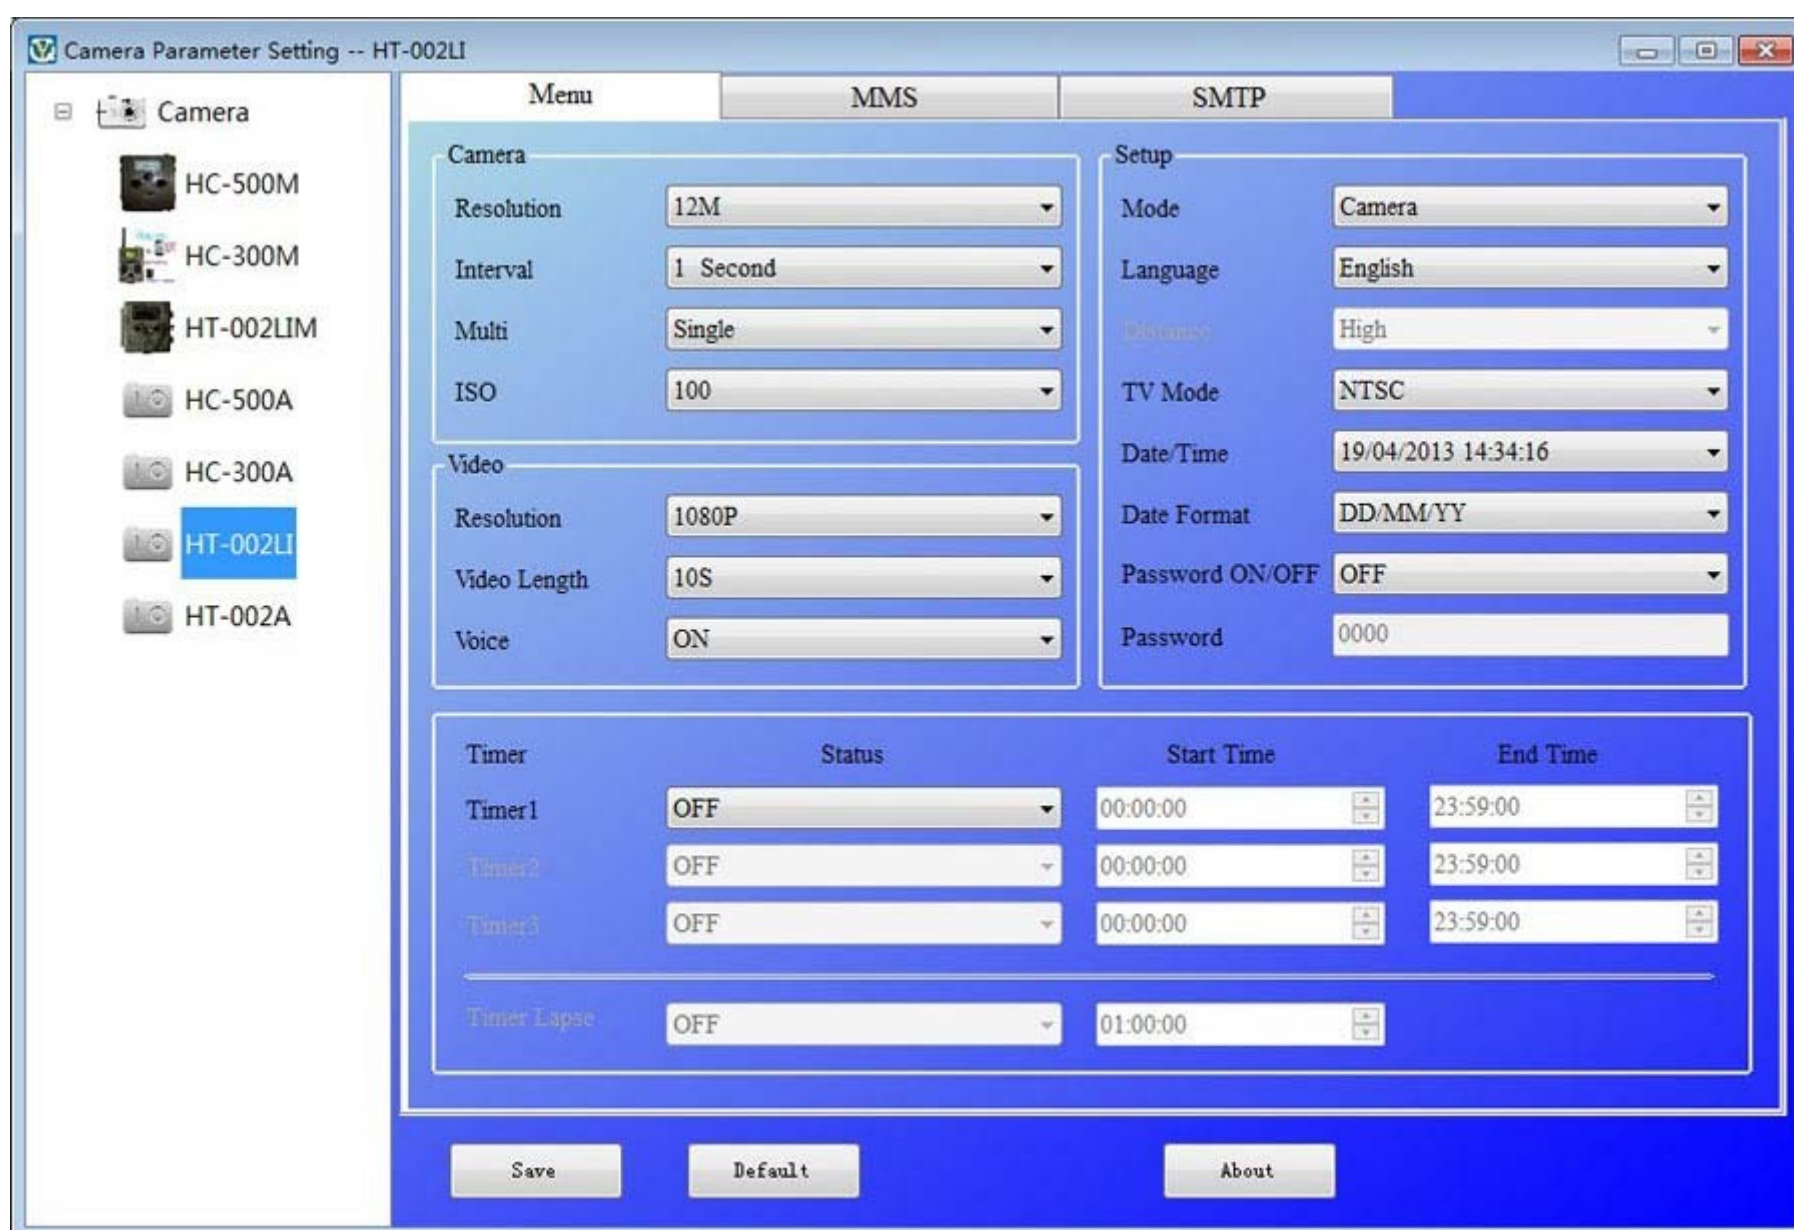 Camera Parameter Setting -- HT-002LI
Camera
HC-500M
HC-300M
HT-002LIM
HC-500A
HC-300A
HT-002LI
HT-002A
Menu MMS SMTP
Camera
Resolution 12M
Interval 1 Second
Multi Single
ISO 100
Video
Resolution 1080P
Video Length 10S
Voice ON
Setup
Mode Camera
Language English
Distance High
TV Mode NTSC
Date/Time 19/04/2013 14:34:16
Date Format DD/MM/YY
Password ON/OFF OFF
Password 0000
Timer Status Start Time End Time
Timer1 OFF 00:00:00 23:59:00
Timer2 OFF 00:00:00 23:59:00
Timer3 OFF 00:00:00 23:59:00
Timer Lapse OFF 01:00:00
Save Default About